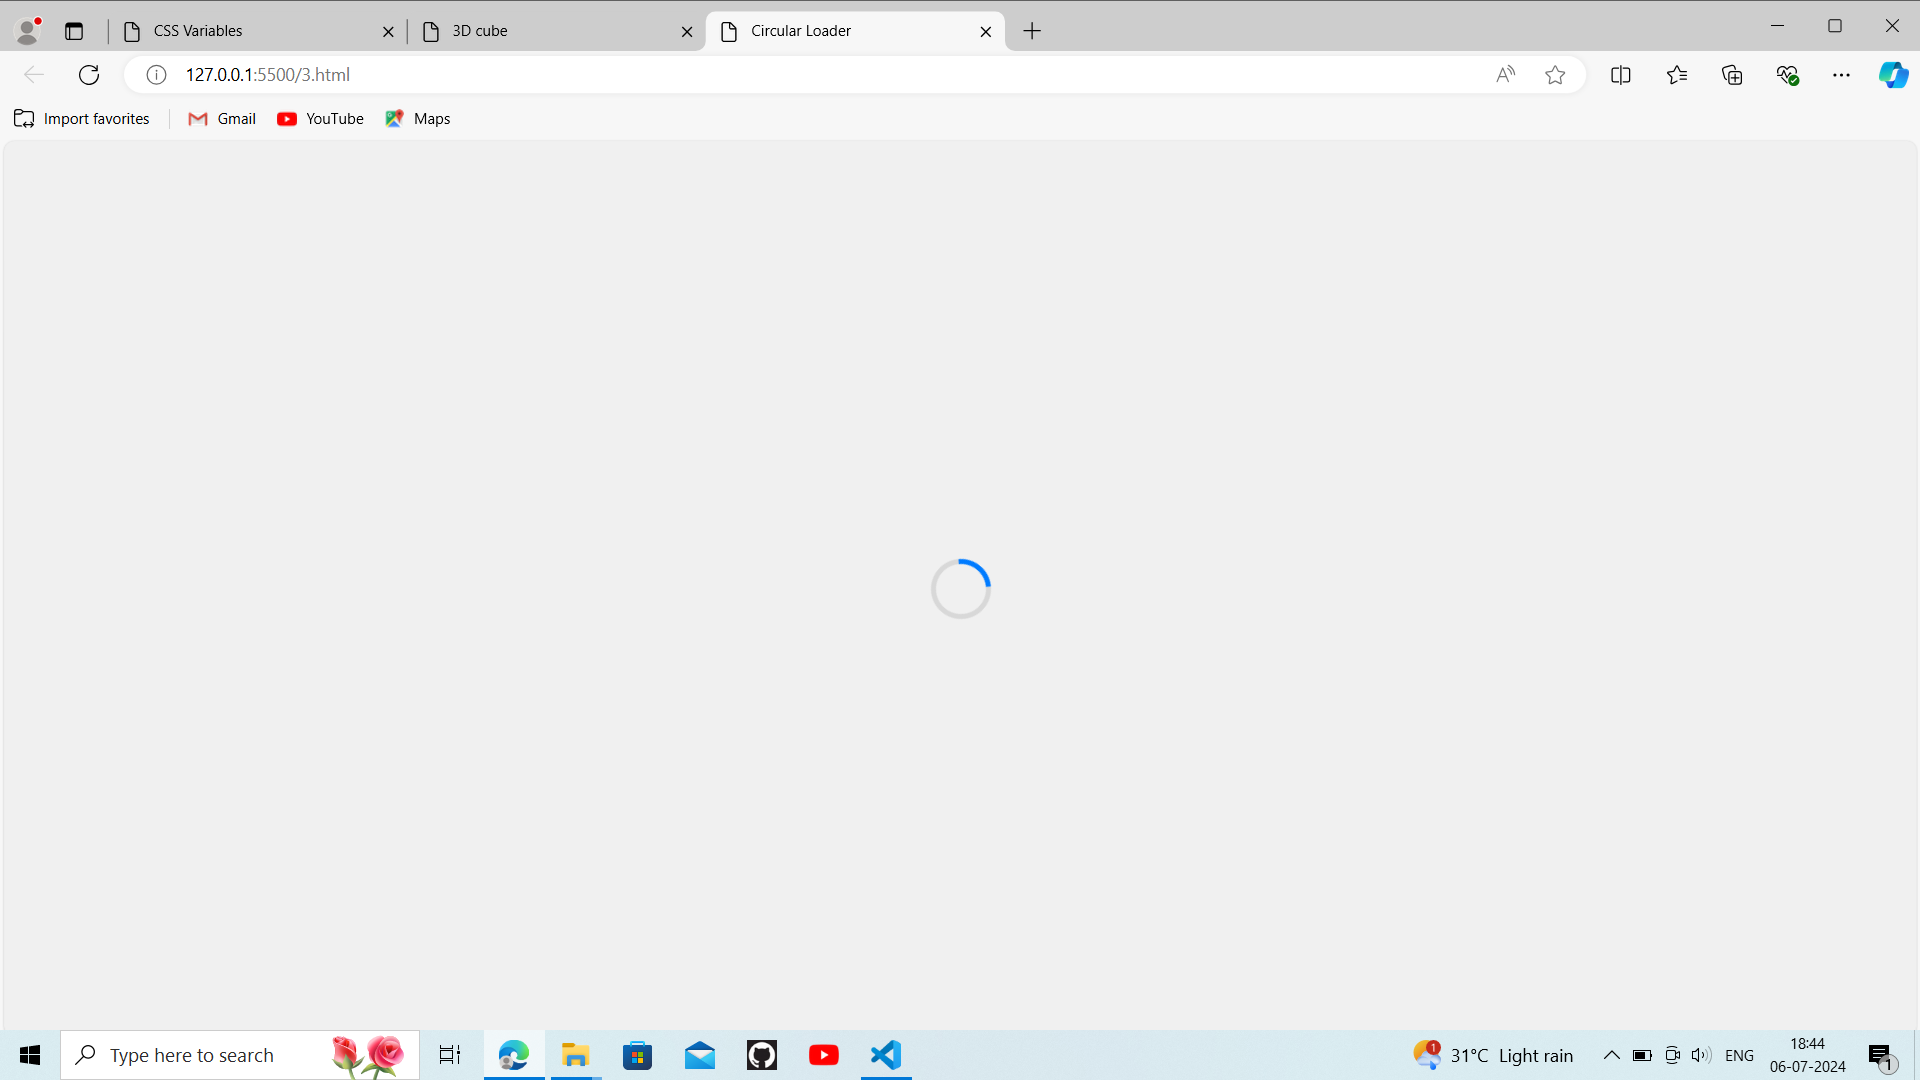 CSS Variables
3D cube
Circular Loader
127.0.0.1:5500/3.html
Import favorites
Gmail
YouTube
Maps
Type here to search
1
31°C Light rain
ENG
18:44
06-07-2024
1